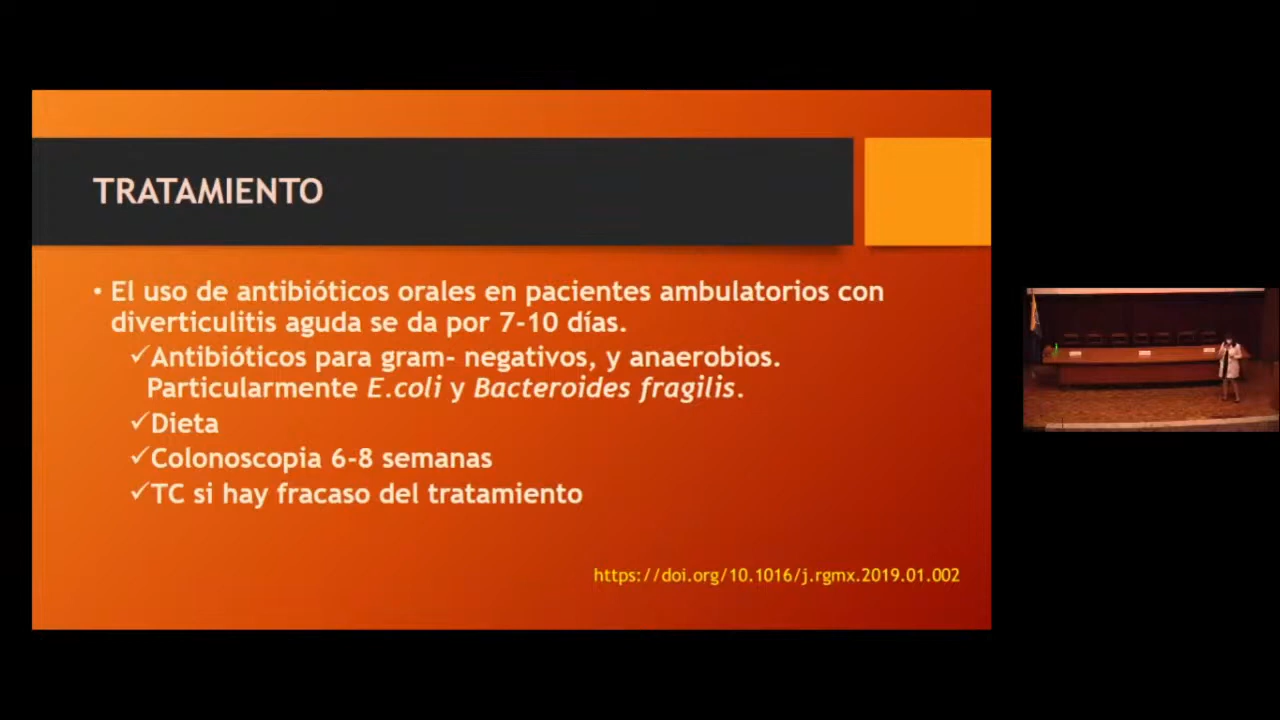 TRATAMIENTO
• El uso de antibióticos orales en pacientes ambulatorios con
diverticulitis aguda se da por 7-10 días.
✓Antibióticos para gram- negativos, y anaerobios.
Particularmente E.coli y Bacteroides fragilis.
✓Dieta
✓Colonoscopia 6-8 semanas
✓TC si hay fracaso del tratamiento
https://doi.org/10.1016/j.rgmx.2019.01.002